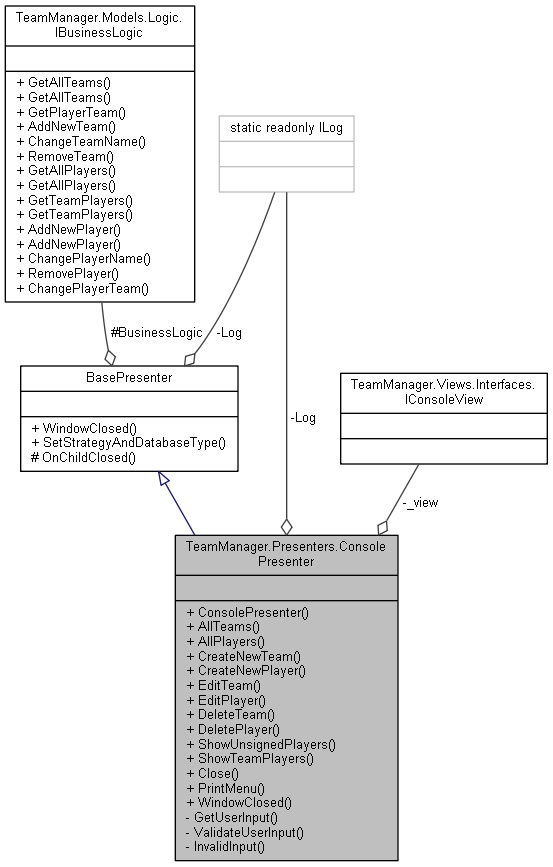 TeamManager.Models.Logic.
IBusinessLogic
+ GetAllTeams()
+ GetAllTeams()
+ GetPlayerTeam()
+ AddNewTeam()
+ ChangeTeamName()
+ RemoveTeam()
+ GetAllPlayers()
+ GetAllPlayers()
+ GetTeamPlayers()
+ GetTeamPlayers()
+ AddNewPlayer()
+ AddNewPlayer()
+ ChangePlayerName()
+ RemovePlayer()
+ ChangePlayerTeam()
static readonly ILog
#BusinessLogic
-Log
BasePresenter
+ WindowClosed()
+ SetStrategyAndDatabaseType()
# OnChildClosed()
-Log
TeamManager.Views.Interfaces.
IConsoleView
-_view
TeamManager.Presenters.Console
Presenter
+ ConsolePresenter()
+ AllTeams()
+ AllPlayers()
+ CreateNewTeam()
+ CreateNewPlayer()
+ EditTeam()
+ EditPlayer()
+ DeleteTeam()
+ DeletePlayer()
+ ShowUnsignedPlayers()
+ ShowTeamPlayers()
+ Close()
+ PrintMenu()
+ WindowClosed()
- GetUserInput()
- ValidateUserInput()
- InvalidInput()